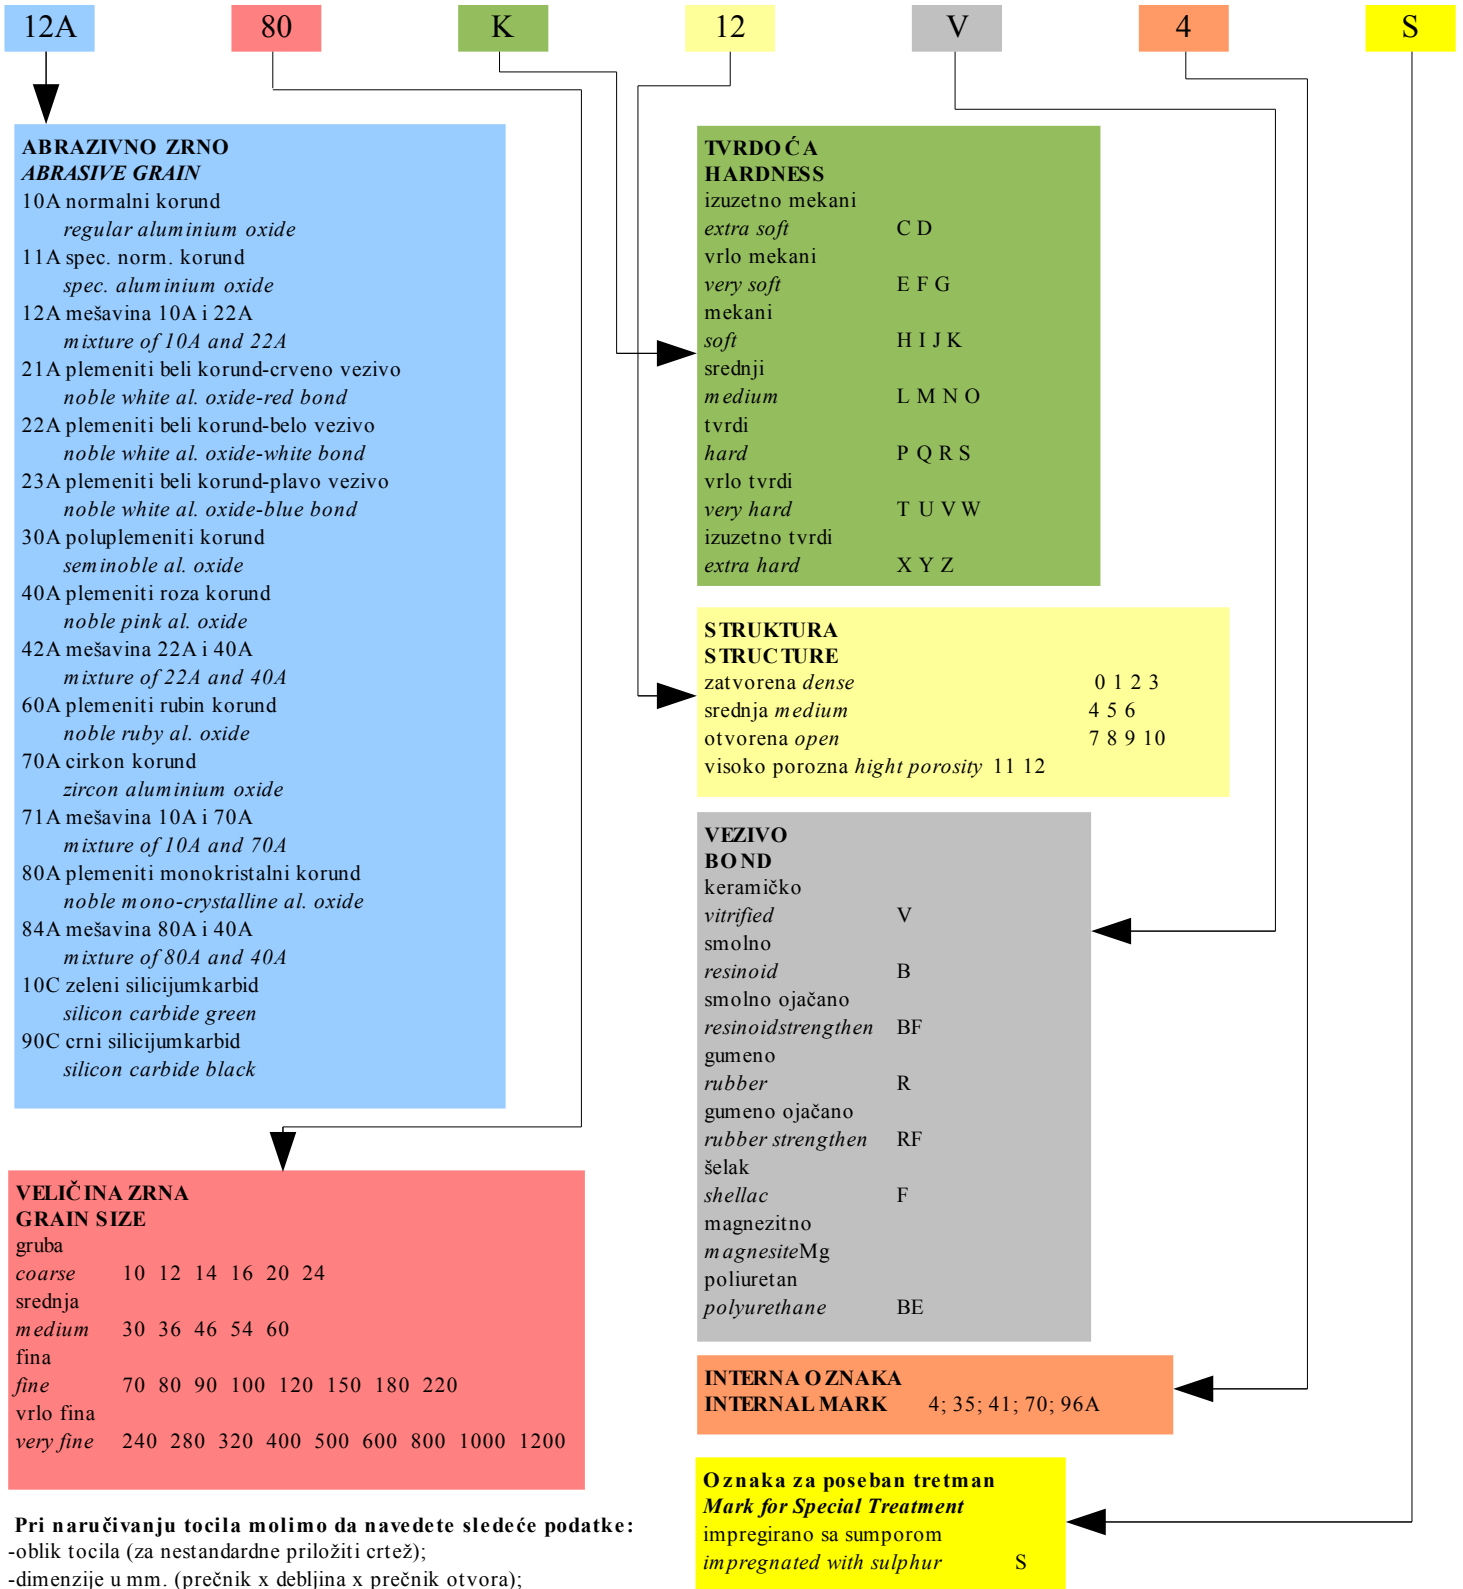 12A 80 K 12 V 4 S
ABRAZIVNO ZRNO
ABRASIVE GRAIN
10A normalni korund
regular aluminium oxide
11A spec. norm. korund
spec. aluminium oxide
12A mešavina 10A i 22A
mixture of 10A and 22A
21A plemeniti beli korund-crveno vezivo
noble white al. oxide-red bond
22A plemeniti beli korund-belo vezivo
noble white al. oxide-white bond
23A plemeniti beli korund-plavo vezivo
noble white al. oxide-blue bond
30A poluplemeniti korund
seminoble al. oxide
40A plemeniti roza korund
noble pink al. oxide
42A mešavina 22A i 40A
mixture of 22A and 40A
60A plemeniti rubin korund
noble ruby al. oxide
70A cirkon korund
zircon aluminium oxide
71A mešavina 10A i 70A
mixture of 10A and 70A
80A plemeniti monokristalni korund
noble mono-crystalline al. oxide
84A mešavina 80A i 40A
mixture of 80A and 40A
10C zeleni silicijumkarbid
silicon carbide green
90C crni silicijumkarbid
silicon carbide black
VELIČINA ZRNA
GRAIN SIZE
gruba
coarse 10 12 14 16 20 24
srednja
medium 30 36 46 54 60
fina
fine 70 80 90 100 120 150 180 220
vrlo fina
very fine 240 280 320 400 500 600 800 1000 1200
Pri naručivanju tocila molimo da navedete sledeće podatke:
-oblik tocila (za nestandardne priložiti crtež);
-dimenzije u mm. (prečnik x debljina x prečnik otvora);
TVRDOĆA
HARDNESS
izuzetno mekani
extra soft C D
vrlo mekani
very soft E F G
mekani
soft H I J K
srednji
medium L M N O
tvrdi
hard P Q R S
vrlo tvrdi
very hard T U V W
izuzetno tvrdi
extra hard X Y Z
STRUKTURA
STRUCTURE
zatvorena dense 0 1 2 3
srednja medium 4 5 6
otvorena open 7 8 9 10
visoko porozna hight porosity 11 12
VEZIVO
BOND
keramičko
vitrified V
smolno
resinoid B
smolno ojačano
resinoidstrengthen BF
gumeno
rubber R
gumeno ojačano
rubber strengthen RF
šelak
shellac F
magnezitno
magnesiteMg
poliuretan
polyurethane BE
INTERNA OZNAKA
INTERNAL MARK 4; 35; 41; 70; 96A
Oznaka za poseban tretman
Mark for Special Treatment
impregirano sa sumporom
impregnated with sulphur S